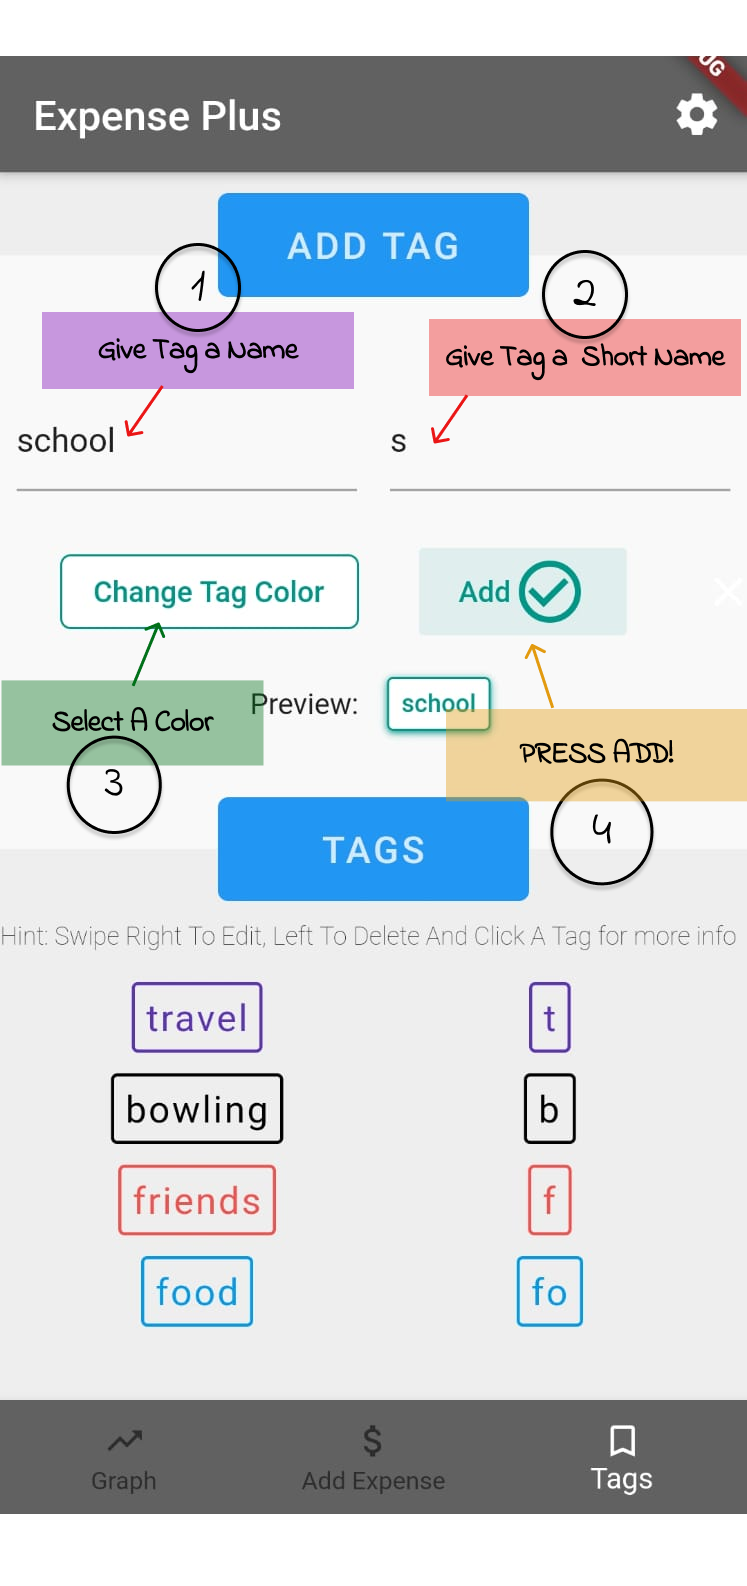 UG
Expense Plus
ADD TAG
1
2
Give Tag a Name
Give Tag a Short Name
school
s
Change Tag Color
Add
Select A Color
Preview:
school
PRESS ADD!
3
4
TAGS
Hint: Swipe Right To Edit, Left To Delete And Click A Tag for more info
travel
t
bowling
b
friends
f
food
fo
$
Graph
Add Expense
Tags